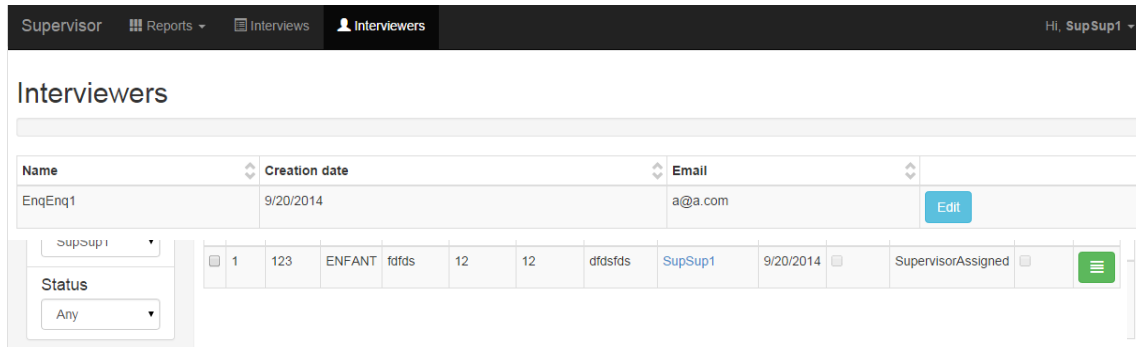 Supervisor Reports Interviews Interviewers Hi, SupSup1
Interviewers
Name Creation date Email
EnqEnq1 9/20/2014 a@a.com Edit
SupSup1
1 123 ENFANT fdfds 12 12 dfdsfds SupSup1 9/20/2014 SupervisorAssigned
Status
Any